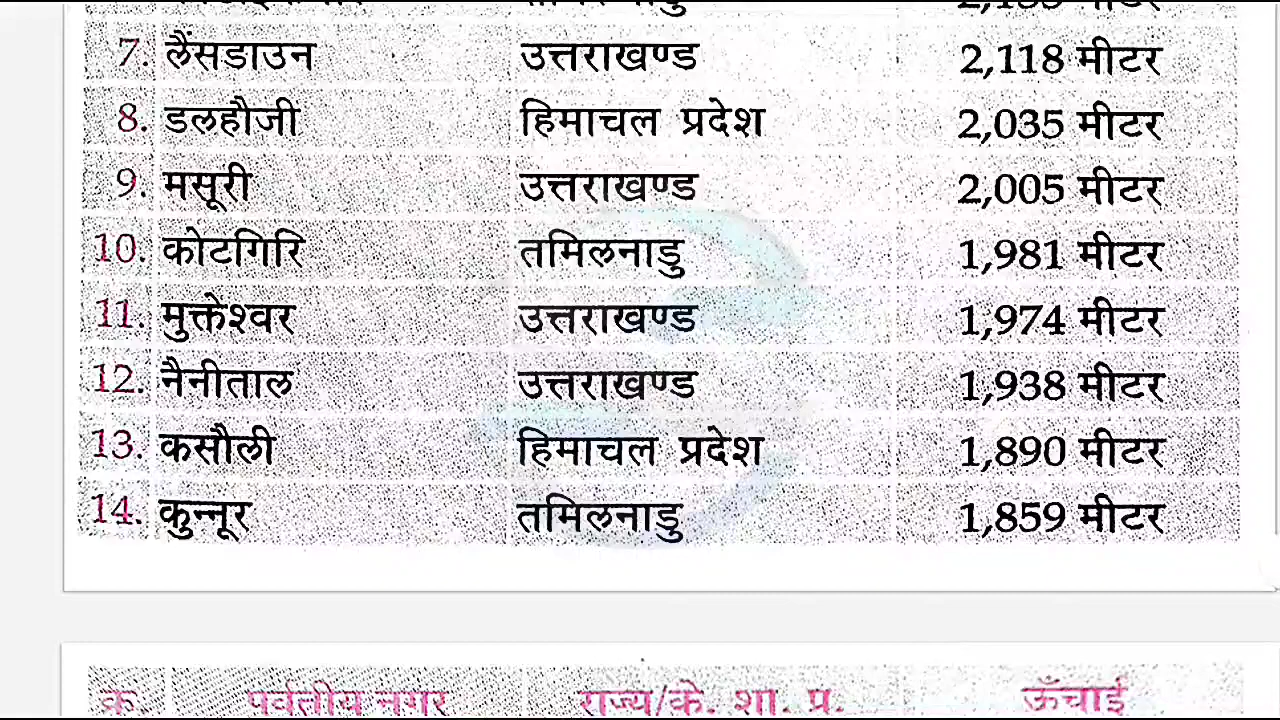 7. लैंसडाउन उत्तराखण्ड 2,118 मीटर
8. डलहौजी हिमाचल प्रदेश 2,035 मीटर
9. मसूरी उत्तराखण्ड 2,005 मीटर
10. कोटगिरि तमिलनाडु 1,981 मीटर
11. मुक्तेश्वर उत्तराखण्ड 1,974 मीटर
12. नैनीताल उत्तराखण्ड 1,938 मीटर
13. कसौली हिमाचल प्रदेश 1,890 मीटर
14. कुन्नूर तमिलनाडु 1,859 मीटर
क्र. पर्वतीय नगर राज्य/के. शा. प्र. ऊँचाई